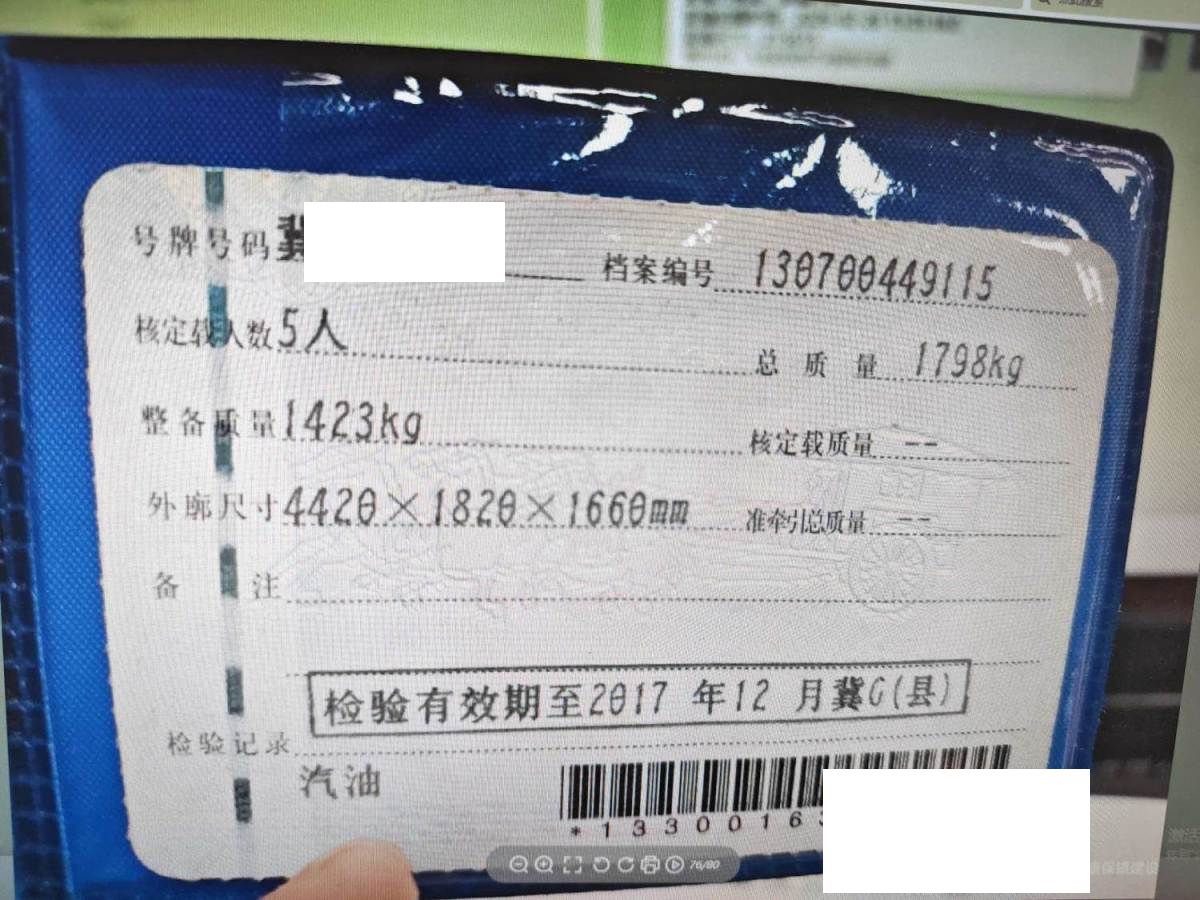 号牌号码 冀
档案编号 130700449115
核定载人数 5人
总质量 1798kg
整备质量 1423kg
核定载质量 --
外廓尺寸 4420×1820×1660mm
准牵引总质量 --
备注
检验有效期至2017年12月冀G(县)
检验记录
汽油
*1330016
76/80